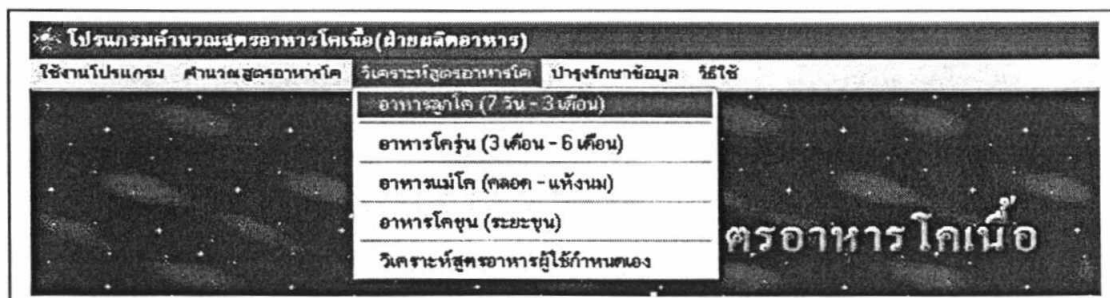 โปรแกรมคำนวณสูตรอาหารโคเนื้อ(ฝ่ายผลิตอาหาร)
ใช้งานโปรแกรม คำนวณสูตรอาหารโค วิเคราะห์สูตรอาหารโค บำรุงรักษาข้อมูล วิธีใช้
อาหารลูกโค (7 วัน - 3 เดือน)
อาหารโครุ่น (3 เดือน - 6 เดือน)
อาหารแม่โค (คลอด - แห้งนม)
อาหารโคขุน (ระยะขุน)
ตรอาหารโคเนื้อ
วิเคราะห์สูตรอาหารผู้ใช้กำหนดเอง